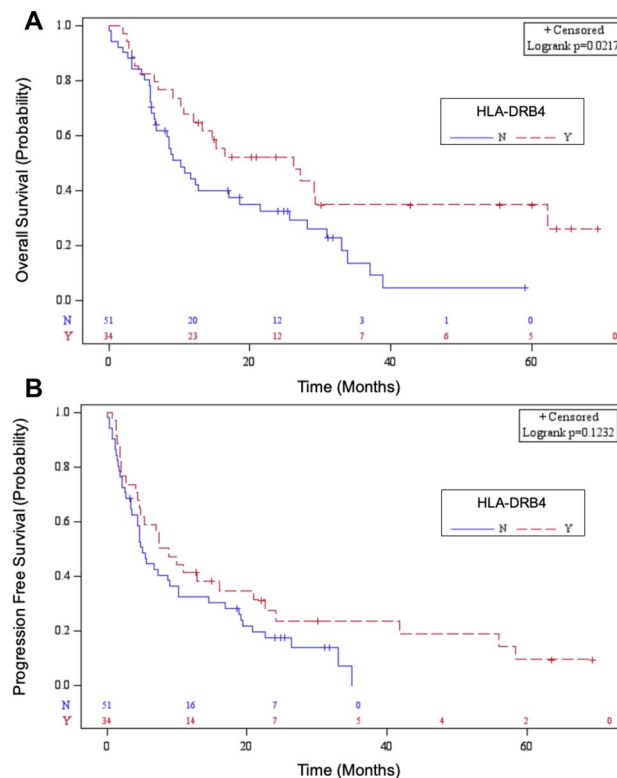 A
+ Censored
Logrank p=0.0217
1.0
HLA-DRB4
N Y
0.8
0.6
0.4
0.2
0.0
Overall Survival (Probability)
N 51 20 12 3 1 0
Y 34 23 12 7 6 5 0
0 20 40 60
Time (Months)
B
+ Censored
Logrank p=0.1232
1.0
HLA-DRB4
N Y
0.8
0.6
0.4
0.2
0.0
Progression Free Survival (Probability)
N 51 16 7 0
Y 34 14 7 5 4 2 0
0 20 40 60
Time (Months)